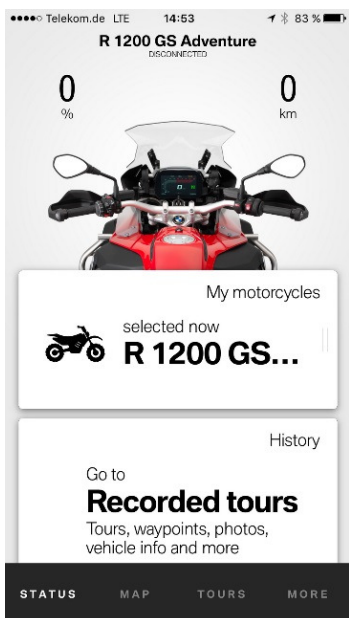 Telekom.de LTE 14:53 83 %
R 1200 GS Adventure
DISCONNECTED
0 0
% km
My motorcycles
selected now
R 1200 GS...
History
Go to
Recorded tours
Tours, waypoints, photos,
vehicle info and more
STATUS MAP TOURS MORE